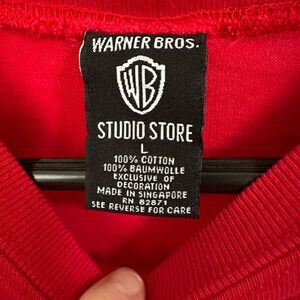 WARNER BROS.
WB
STUDIO STORE
L
100% COTTON
100% BAUMWOLLE
EXCLUSIVE OF
DECORATION
MADE IN SINGAPORE
RN 82871
SEE REVERSE FOR CARE